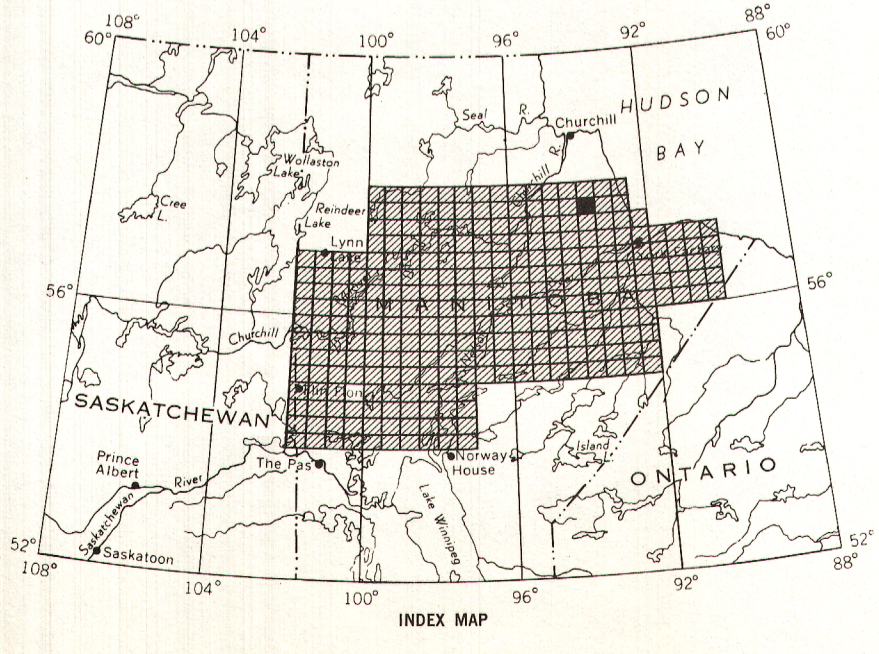 108°
60°
104°
100°
96°
92°
88°
60°
HUDSON
BAY
Seal R.
Churchill
Churchill R.
Wollaston
Lake
Cree
L.
Reindeer
Lake
Lynn
Lake
56°
56°
MANITOBA
Churchill
Nelson
Flin Flon
SASKATCHEWAN
Prince
Albert
River
The Pas
Saskatchewan
Saskatoon
Norway
House
Island
L.
Lake Winnipeg
ONTARIO
52°
108°
104°
100°
96°
92°
52°
88°
INDEX MAP